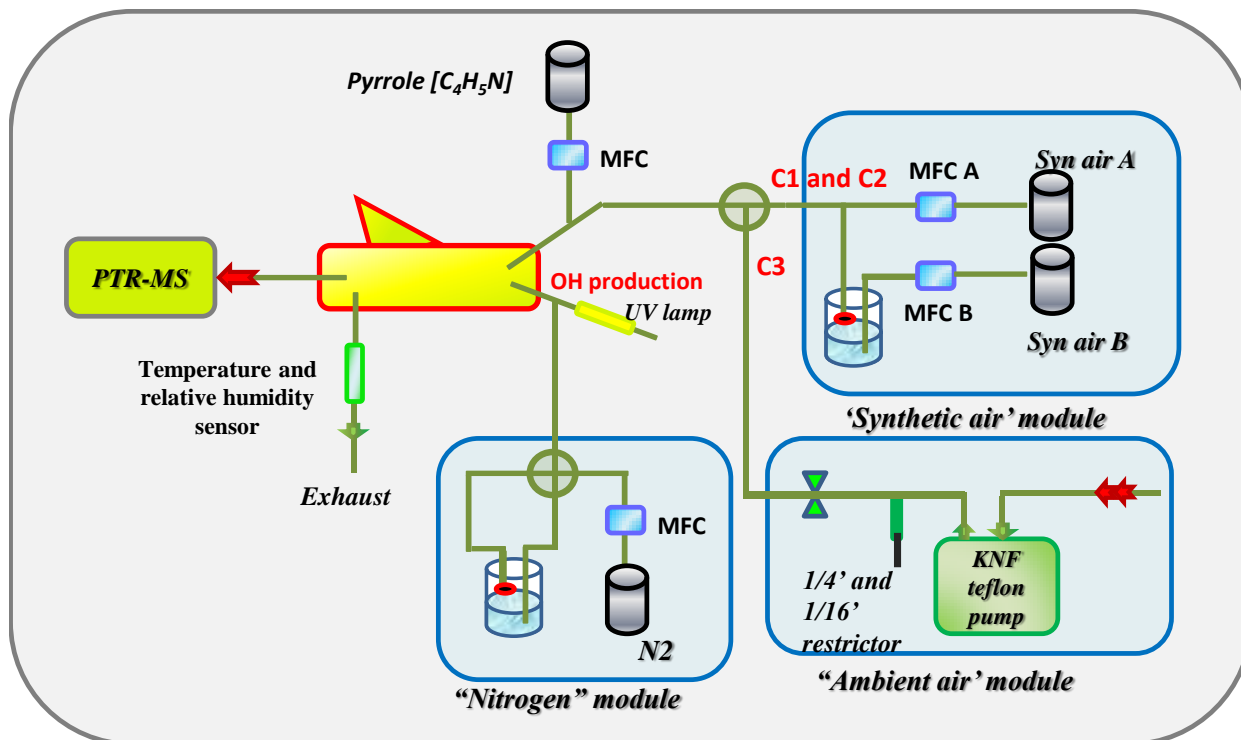 Pyrrole [C₄H₅N]
MFC
C1 and C2
MFC A
Syn air A
PTR-MS
C3
OH production
UV lamp
MFC B
Syn air B
Temperature and
relative humidity
sensor
‘Synthetic air’ module
Exhaust
MFC
N2
“Nitrogen” module
1/4’ and
1/16’
restrictor
KNF
teflon
pump
“Ambient air’ module